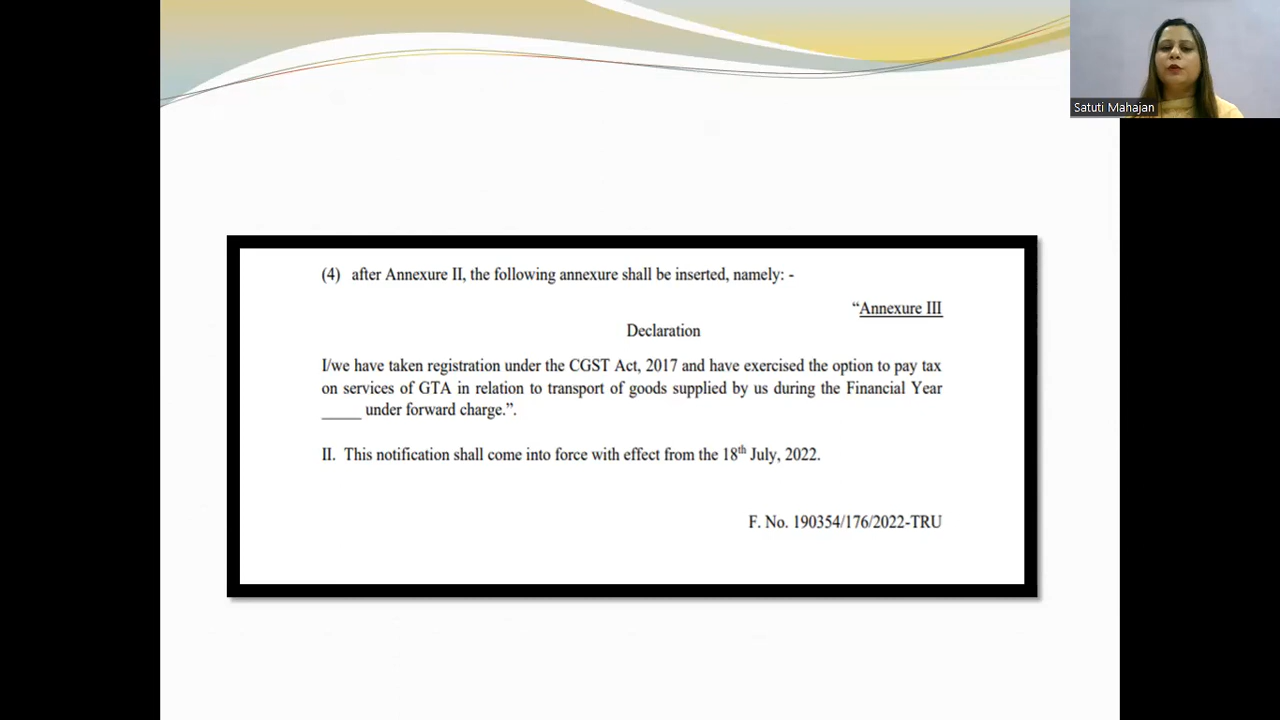 Satuti Mahajan
(4) after Annexure II, the following annexure shall be inserted, namely: -
“Annexure III
Declaration
I/we have taken registration under the CGST Act, 2017 and have exercised the option to pay tax
on services of GTA in relation to transport of goods supplied by us during the Financial Year
_____ under forward charge.”.
II. This notification shall come into force with effect from the 18th July, 2022.
F. No. 190354/176/2022-TRU